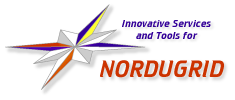 Innovative Services
and Tools for
NORDUGRID